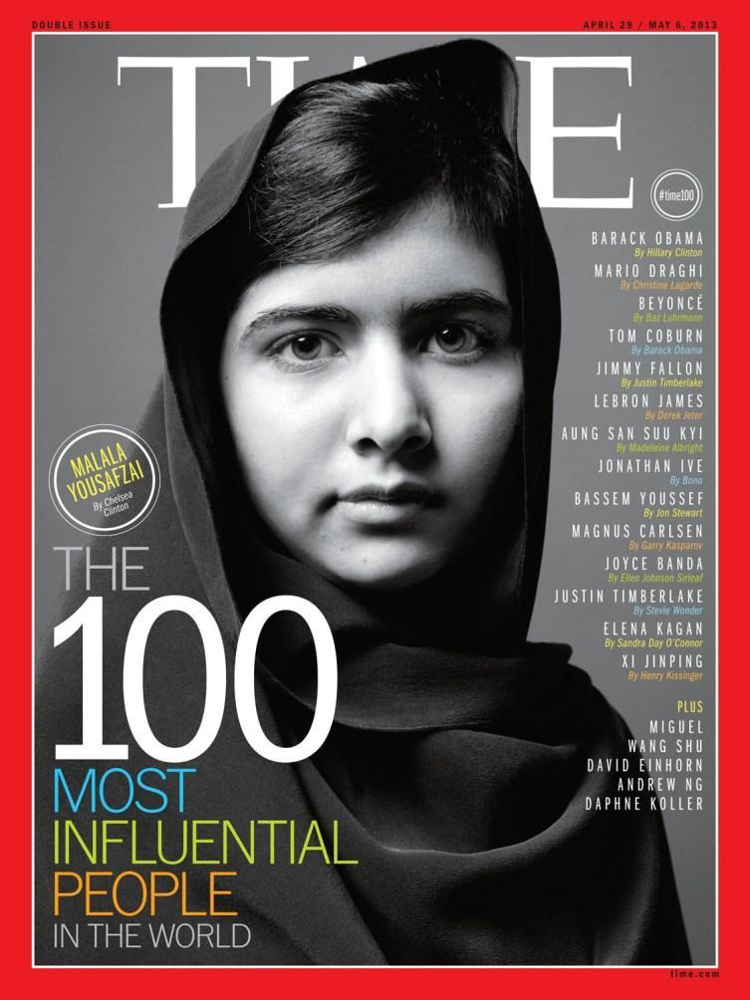 DOUBLE ISSUE
APRIL 29 / MAY 6, 2013
TIME
#time100
BARACK OBAMA
By Hillary Clinton
MARIO DRAGHI
By Christine Lagarde
BEYONCÉ
By Baz Luhrmann
TOM COBURN
By Barack Obama
JIMMY FALLON
By Justin Timberlake
LEBRON JAMES
By Derek Jeter
AUNG SAN SUU KYI
By Madeleine Albright
JONATHAN IVE
By Bono
BASSEM YOUSSEF
By Jon Stewart
MAGNUS CARLSEN
By Garry Kasparov
JOYCE BANDA
By Ellen Johnson Sirleaf
JUSTIN TIMBERLAKE
By Stevie Wonder
ELENA KAGAN
By Sandra Day O'Connor
XI JINPING
By Henry Kissinger
PLUS
MIGUEL
WANG SHU
DAVID EINHORN
ANDREW NG
DAPHNE KOLLER
MALALA
YOUSAFZAI
By Chelsea
Clinton
THE
100
MOST
INFLUENTIAL
PEOPLE
IN THE WORLD
time.com